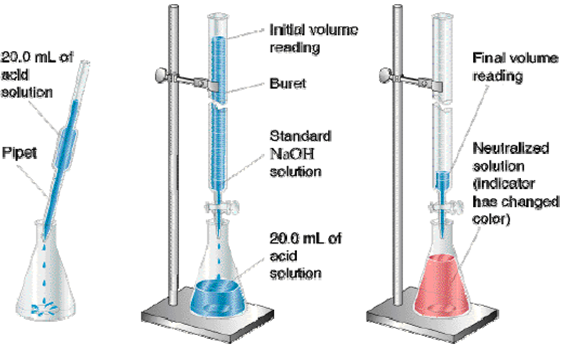 20.0 mL of
acid
solution
Pipet
Initial volume
reading
Buret
Standard
NaOH
solution
20.0 mL of
acid
solution
Final volume
reading
Neutralized
solution
(indicator
has changed
color)